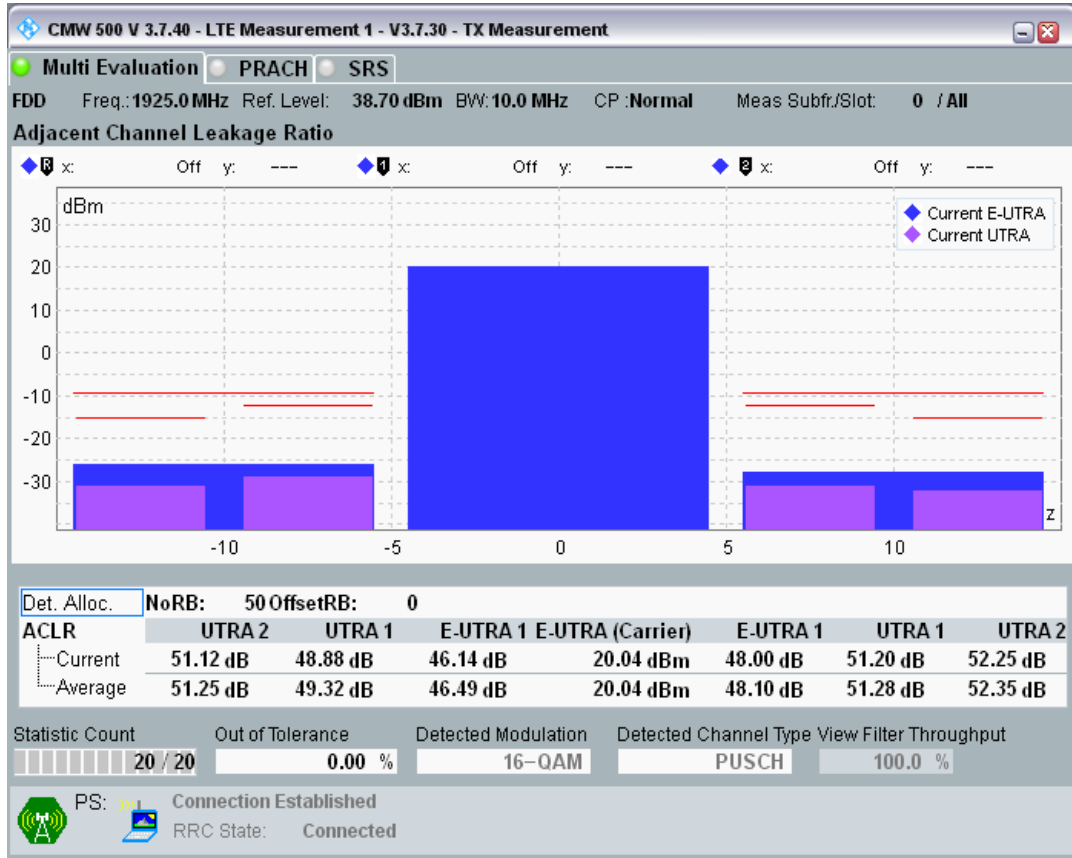 CMW 500 V 3.7.40 - LTE Measurement 1 - V3.7.30 - TX Measurement
Multi Evaluation PRACH SRS
FDD Freq.: 1925.0 MHz Ref. Level: 38.70 dBm BW: 10.0 MHz CP :Normal Meas Subfr./Slot: 0 / All
Adjacent Channel Leakage Ratio
R x: Off y: --- 1 x: Off y: --- 2 x: Off y: ---
dBm
Current E-UTRA
Current UTRA
30
20
10
0
-10
-20
-30
z
-10 -5 0 5 10
Det. Alloc. NoRB: 50 OffsetRB: 0
ACLR UTRA 2 UTRA 1 E-UTRA 1 E-UTRA (Carrier) E-UTRA 1 UTRA 1 UTRA 2
Current 51.12 dB 48.88 dB 46.14 dB 20.04 dBm 48.00 dB 51.20 dB 52.25 dB
Average 51.25 dB 49.32 dB 46.49 dB 20.04 dBm 48.10 dB 51.28 dB 52.35 dB
Statistic Count Out of Tolerance Detected Modulation Detected Channel Type View Filter Throughput
20 / 20 0.00 % 16-QAM PUSCH 100.0 %
PS: Connection Established
RRC State: Connected